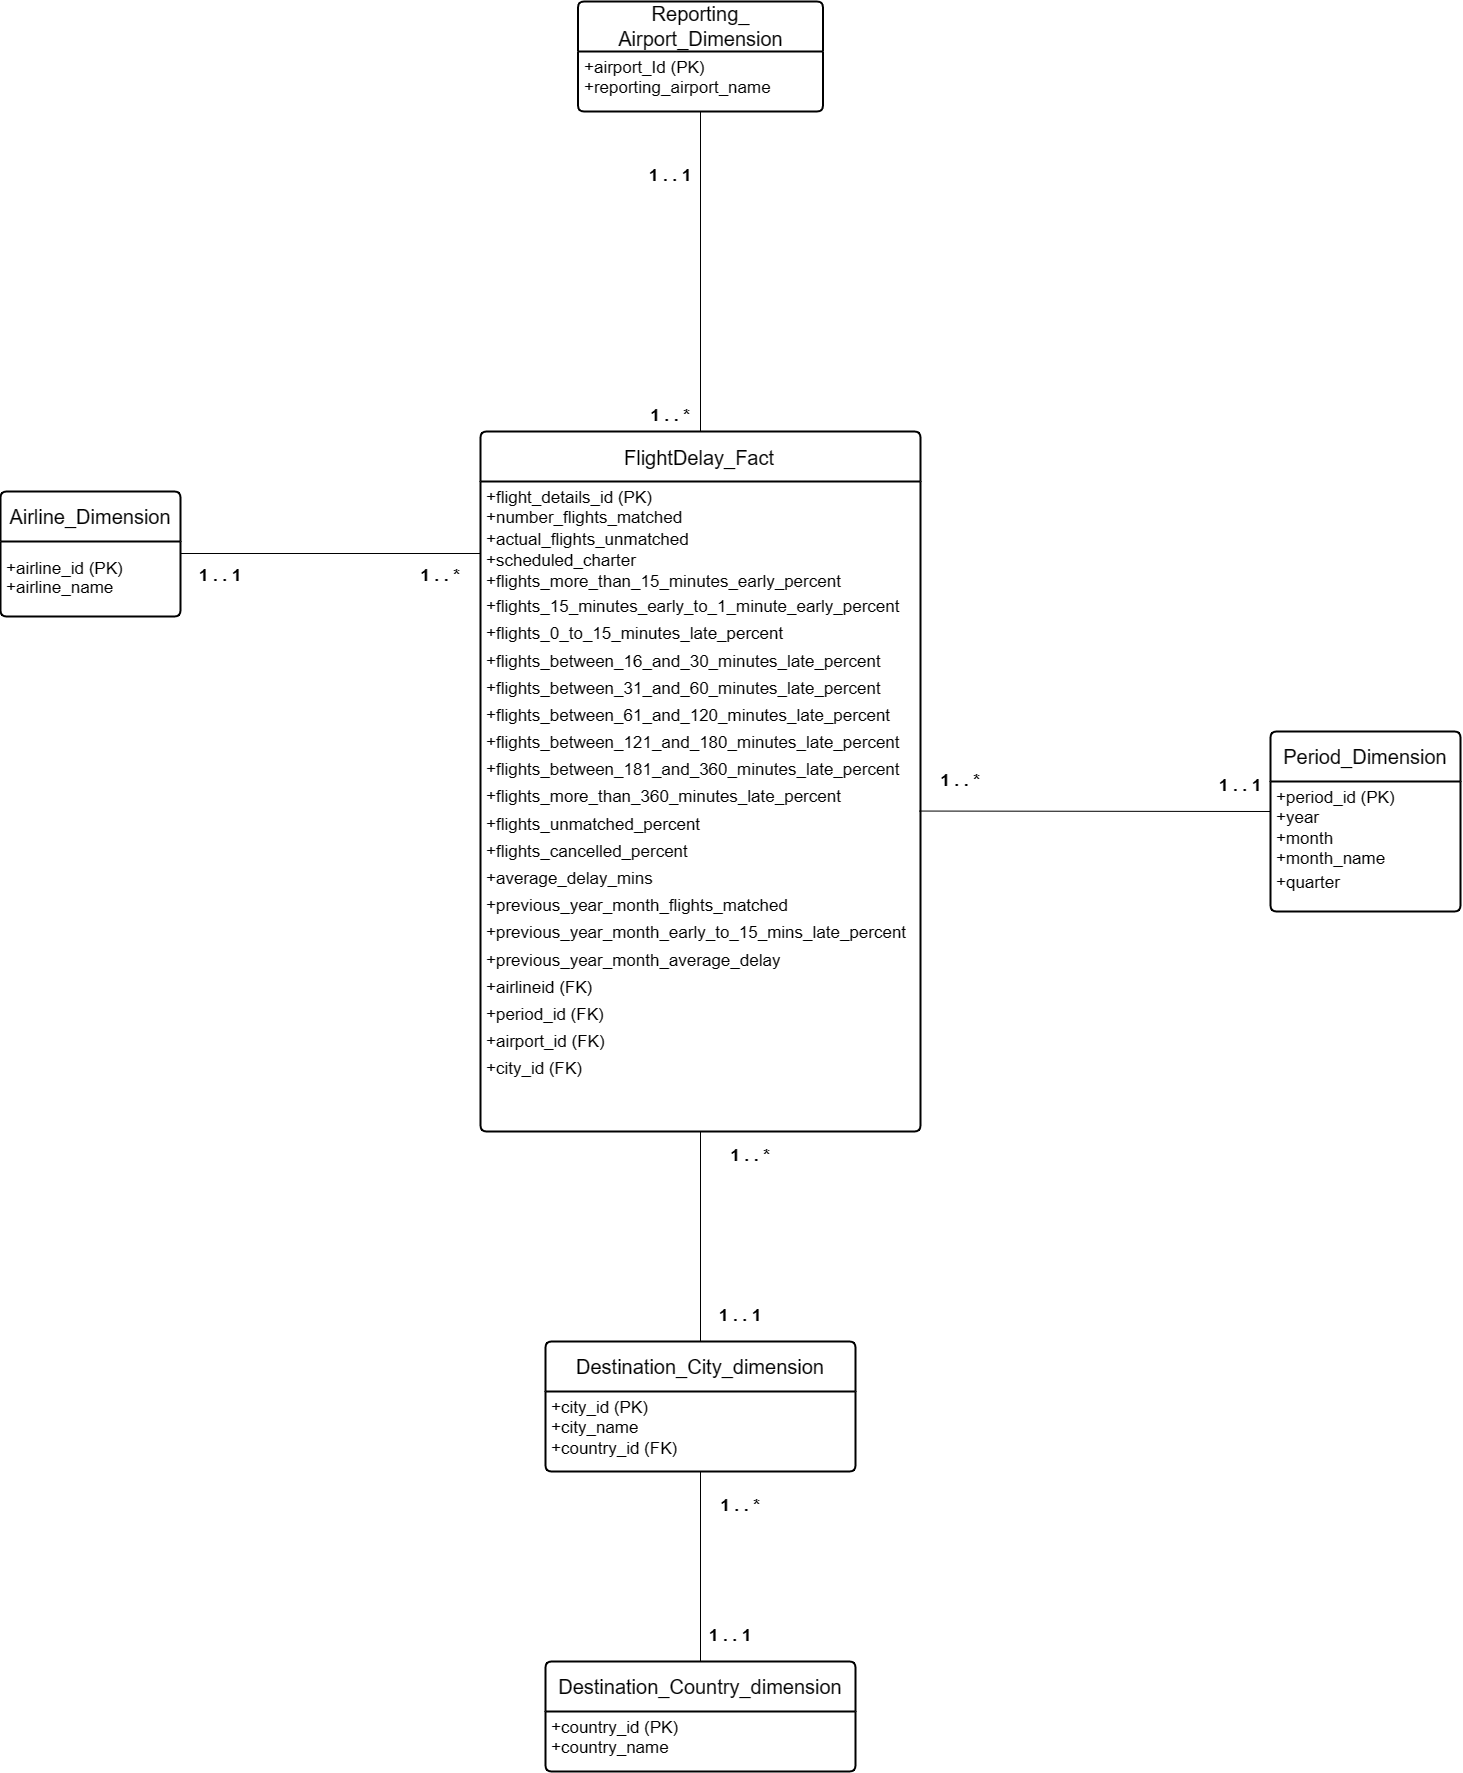 Reporting_
Airport_Dimension
+airport_Id (PK)
+reporting_airport_name
1 . . 1
1 . . *
FlightDelay_Fact
+flight_details_id (PK)
+number_flights_matched
+actual_flights_unmatched
+scheduled_charter
+flights_more_than_15_minutes_early_percent
+flights_15_minutes_early_to_1_minute_early_percent
+flights_0_to_15_minutes_late_percent
+flights_between_16_and_30_minutes_late_percent
+flights_between_31_and_60_minutes_late_percent
+flights_between_61_and_120_minutes_late_percent
+flights_between_121_and_180_minutes_late_percent
+flights_between_181_and_360_minutes_late_percent
+flights_more_than_360_minutes_late_percent
+flights_unmatched_percent
+flights_cancelled_percent
+average_delay_mins
+previous_year_month_flights_matched
+previous_year_month_early_to_15_mins_late_percent
+previous_year_month_average_delay
+airlineid (FK)
+period_id (FK)
+airport_id (FK)
+city_id (FK)
Airline_Dimension
+airline_id (PK)
+airline_name
1 . . 1
1 . . *
1 . . *
1 . . 1
Period_Dimension
+period_id (PK)
+year
+month
+month_name
+quarter
1 . . *
1 . . 1
Destination_City_dimension
+city_id (PK)
+city_name
+country_id (FK)
1 . . *
1 . . 1
Destination_Country_dimension
+country_id (PK)
+country_name